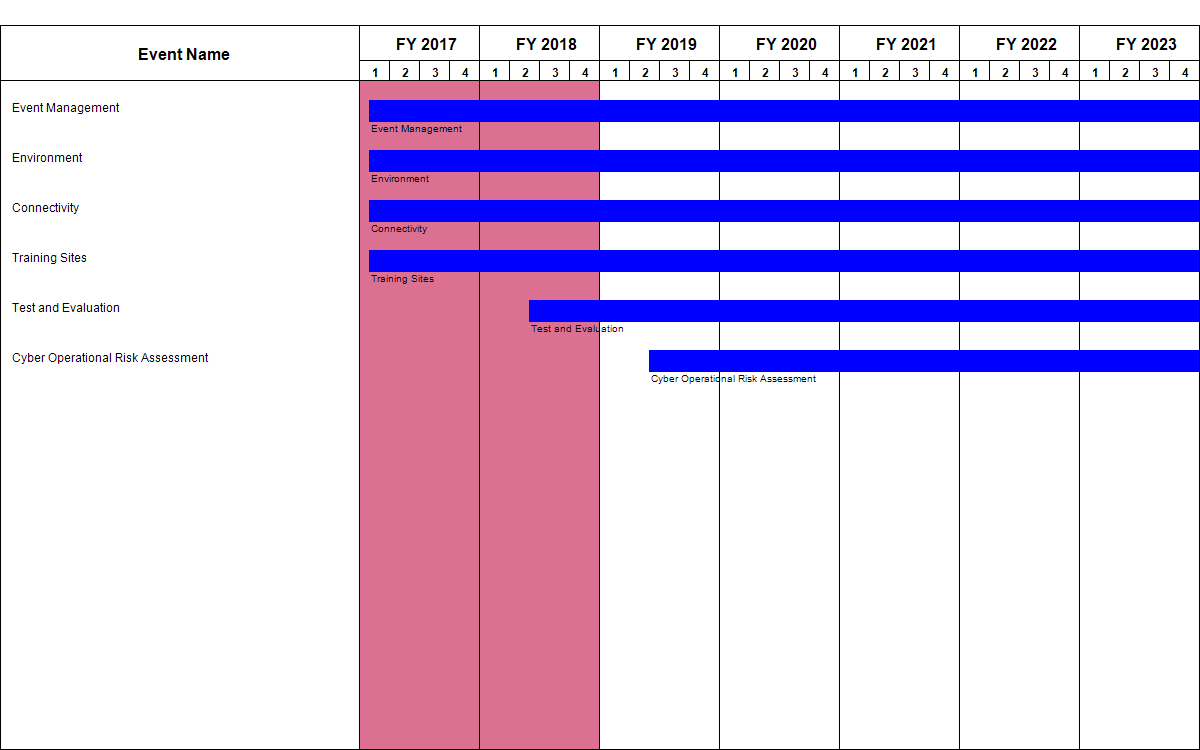 Event Name FY 2017 FY 2018 FY 2019 FY 2020 FY 2021 FY 2022 FY 2023
1 2 3 4 1 2 3 4 1 2 3 4 1 2 3 4 1 2 3 4 1 2 3 4 1 2 3 4
Event Management
Event Management
Environment
Environment
Connectivity
Connectivity
Training Sites
Training Sites
Test and Evaluation
Test and Evaluation
Cyber Operational Risk Assessment
Cyber Operational Risk Assessment